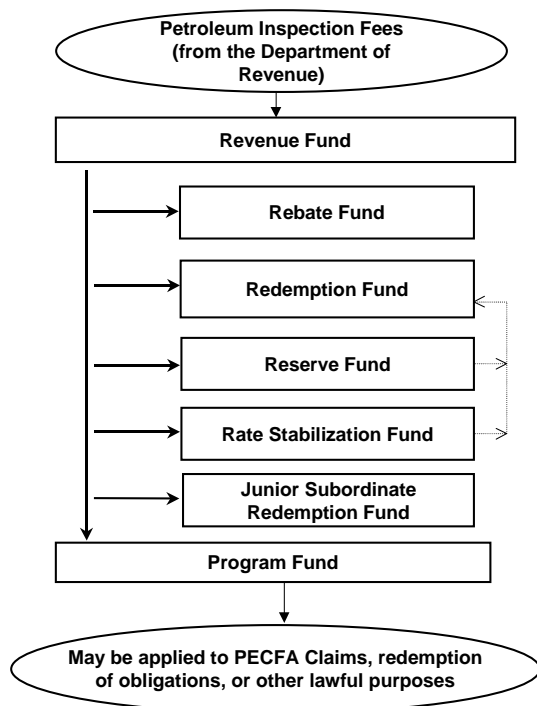 Petroleum Inspection Fees
(from the Department of
Revenue)
Revenue Fund
Rebate Fund
Redemption Fund
Reserve Fund
Rate Stabilization Fund
Junior Subordinate
Redemption Fund
Program Fund
May be applied to PECFA Claims, redemption
of obligations, or other lawful purposes